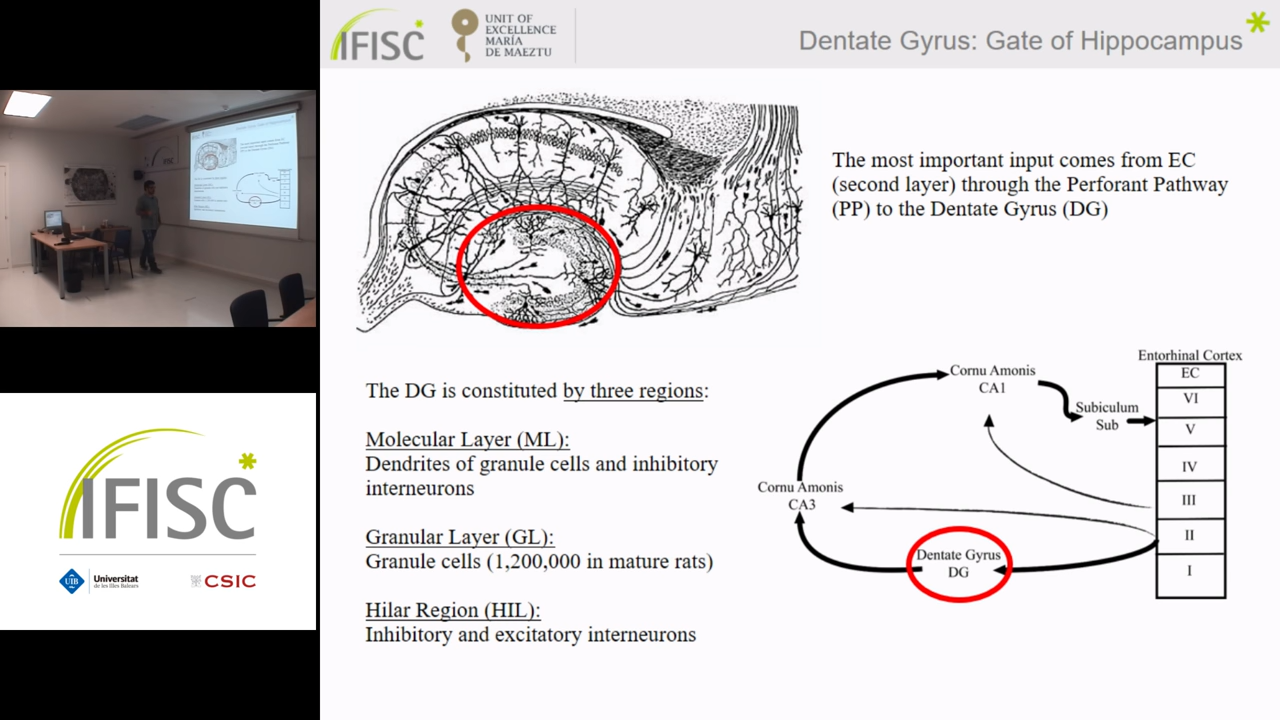 IFISC
UNIT OF
EXCELLENCE
MARÍA
DE MAEZTU
Dentate Gyrus: Gate of Hippocampus
The most important input comes from EC
(second layer) through the Perforant Pathway
(PP) to the Dentate Gyrus (DG)
The DG is constituted by three regions:
Molecular Layer (ML):
Dendrites of granule cells and inhibitory
interneurons
Granular Layer (GL):
Granule cells (1,200,000 in mature rats)
Hilar Region (HIL):
Inhibitory and excitatory interneurons
Entorhinal Cortex
EC
VI
V
IV
III
II
I
Cornu Amonis
CA1
Subiculum
Sub
Cornu Amonis
CA3
Dentate Gyrus
DG
IFISC
UIB
Universitat
de les Illes Balears
CSIC